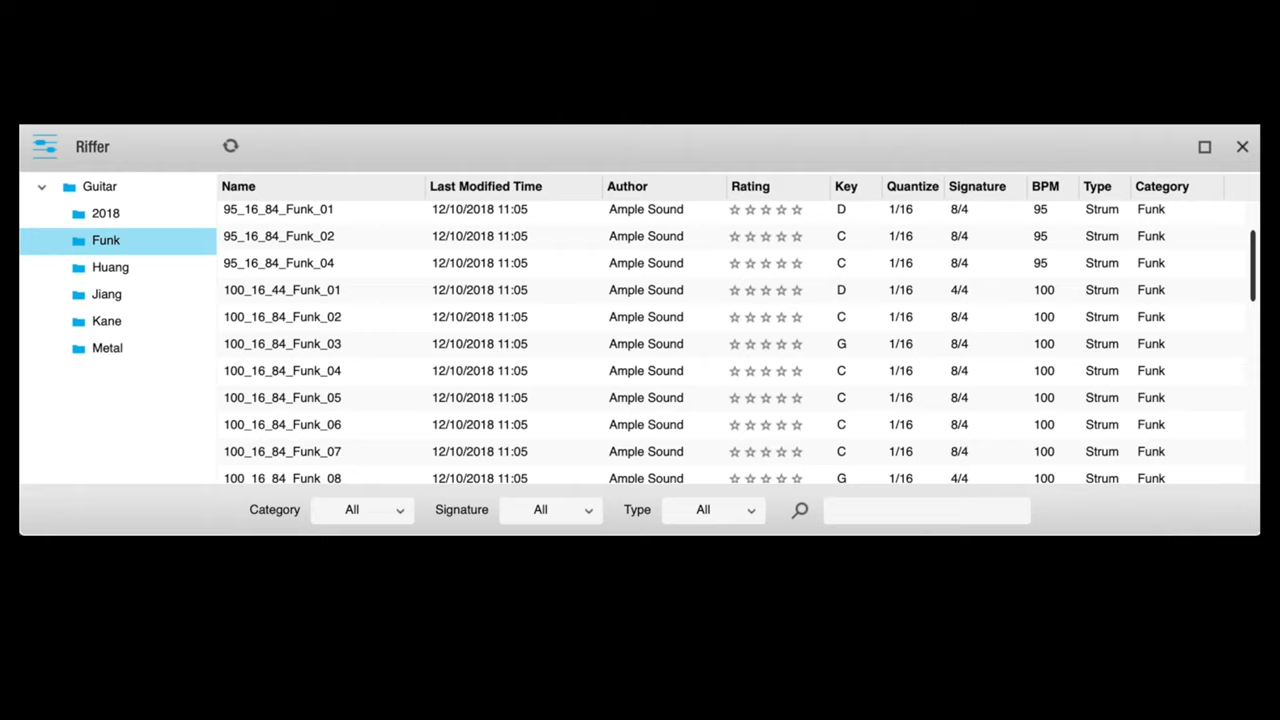 Riffer
Guitar
2018
Funk
Huang
Jiang
Kane
Metal
Name Last Modified Time Author Rating Key Quantize Signature BPM Type Category
95_16_84_Funk_01 12/10/2018 11:05 Ample Sound D 1/16 8/4 95 Strum Funk
95_16_84_Funk_02 12/10/2018 11:05 Ample Sound C 1/16 8/4 95 Strum Funk
95_16_84_Funk_04 12/10/2018 11:05 Ample Sound C 1/16 8/4 95 Strum Funk
100_16_44_Funk_01 12/10/2018 11:05 Ample Sound D 1/16 4/4 100 Strum Funk
100_16_84_Funk_02 12/10/2018 11:05 Ample Sound C 1/16 8/4 100 Strum Funk
100_16_84_Funk_03 12/10/2018 11:05 Ample Sound G 1/16 8/4 100 Strum Funk
100_16_84_Funk_04 12/10/2018 11:05 Ample Sound C 1/16 8/4 100 Strum Funk
100_16_84_Funk_05 12/10/2018 11:05 Ample Sound C 1/16 8/4 100 Strum Funk
100_16_84_Funk_06 12/10/2018 11:05 Ample Sound C 1/16 8/4 100 Strum Funk
100_16_84_Funk_07 12/10/2018 11:05 Ample Sound C 1/16 8/4 100 Strum Funk
100_16_84_Funk_08 12/10/2018 11:05 Ample Sound G 1/16 4/4 100 Strum Funk
Category All Signature All Type All